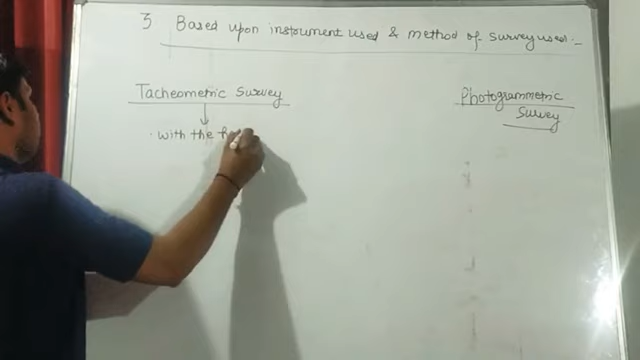 3 Based upon instrument used & method of survey used:-
Tacheometric Survey
Photogrammetric
Survey
· with the